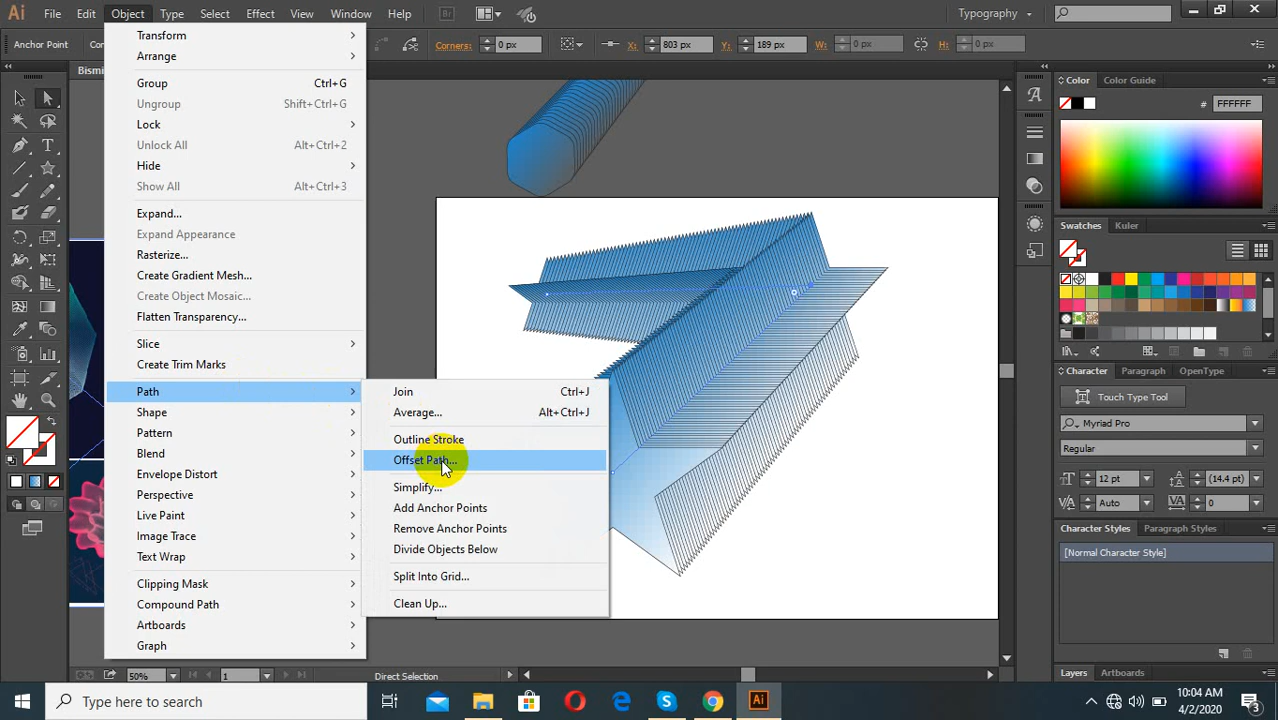 Ai File Edit Object Type Select Effect View Window Help Br Typography
Anchor Point Corners: 0 px X: 803 px Y: 189 px W: 0 px H: 0 px
Transform
Arrange
Group Ctrl+G
Ungroup Shift+Ctrl+G
Lock
Unlock All Alt+Ctrl+2
Hide
Show All Alt+Ctrl+3
Expand...
Expand Appearance
Rasterize...
Create Gradient Mesh...
Create Object Mosaic...
Flatten Transparency...
Slice
Create Trim Marks
Path
Shape
Pattern
Blend
Envelope Distort
Perspective
Live Paint
Image Trace
Text Wrap
Clipping Mask
Compound Path
Artboards
Graph
Join Ctrl+J
Average... Alt+Ctrl+J
Outline Stroke
Offset Path...
Simplify...
Add Anchor Points
Remove Anchor Points
Divide Objects Below
Split Into Grid...
Clean Up...
Color Color Guide
# FFFFFF
Swatches Kuler
Character Paragraph OpenType
Touch Type Tool
Myriad Pro
Regular
12 pt (14.4 pt)
VA 0 VA 0
Character Styles Paragraph Styles
[Normal Character Style]
Layers Artboards
50% 1 Direct Selection
Type here to search
10:04 AM
4/2/2020
3